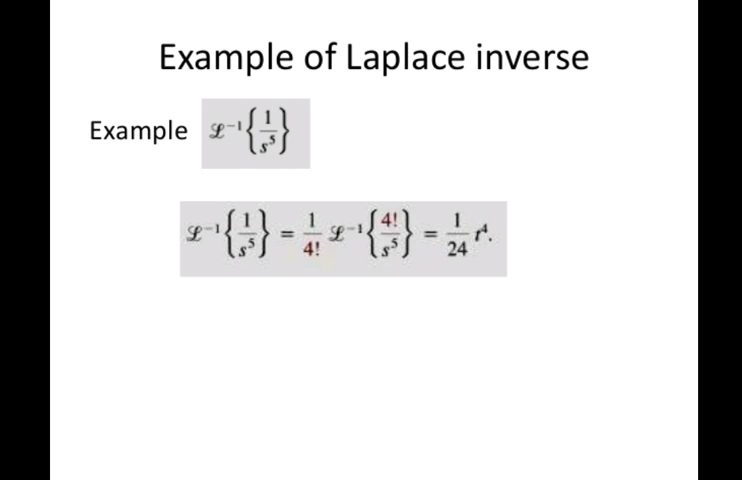 Example of Laplace inverse
Example ℒ⁻¹{1/s⁵}
ℒ⁻¹{1/s⁵} = 1/4! ℒ⁻¹{4!/s⁵} = 1/24 t⁴.